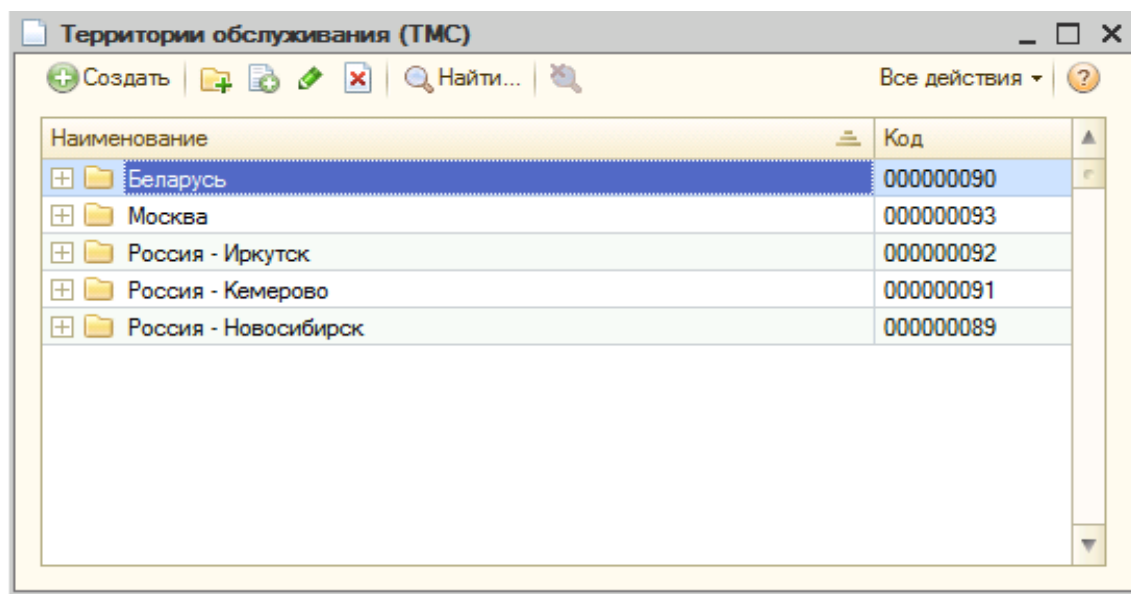 Территории обслуживания (ТМС)
Создать Найти... Все действия
Наименование Код
Беларусь 000000090
Москва 000000093
Россия - Иркутск 000000092
Россия - Кемерово 000000091
Россия - Новосибирск 000000089